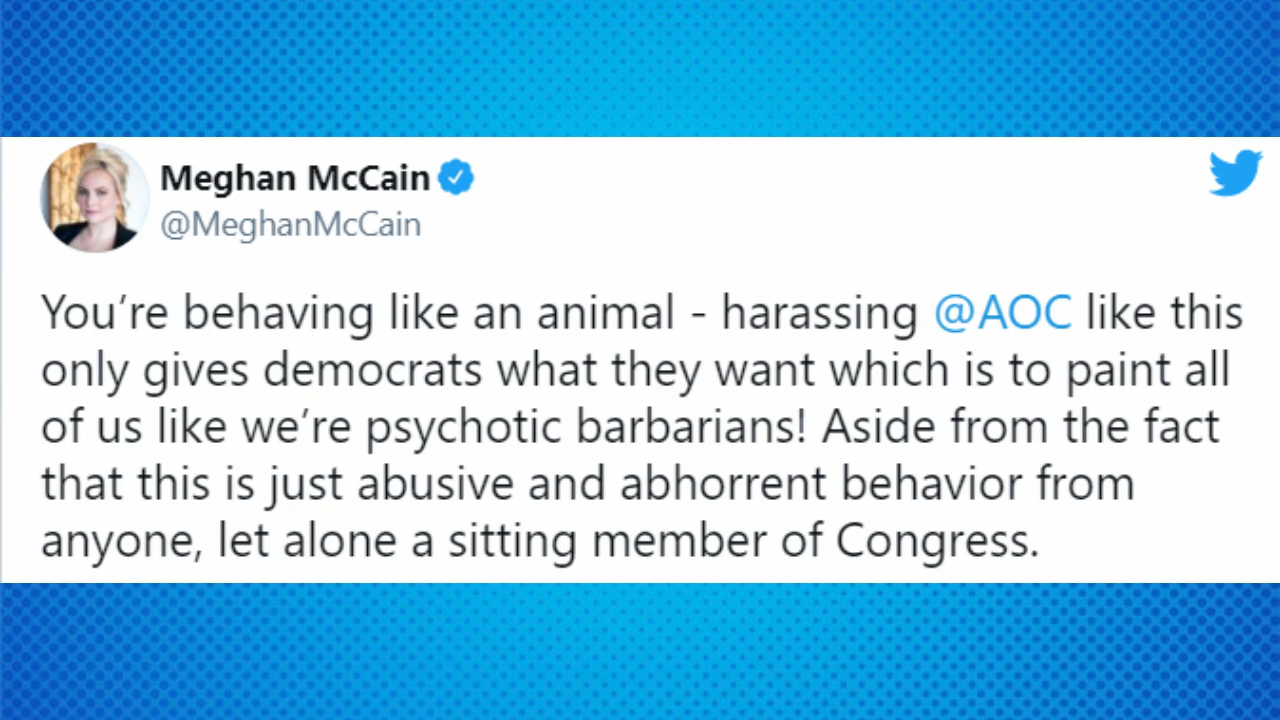 Meghan McCain
@MeghanMcCain
You’re behaving like an animal - harassing @AOC like this
only gives democrats what they want which is to paint all
of us like we’re psychotic barbarians! Aside from the fact
that this is just abusive and abhorrent behavior from
anyone, let alone a sitting member of Congress.